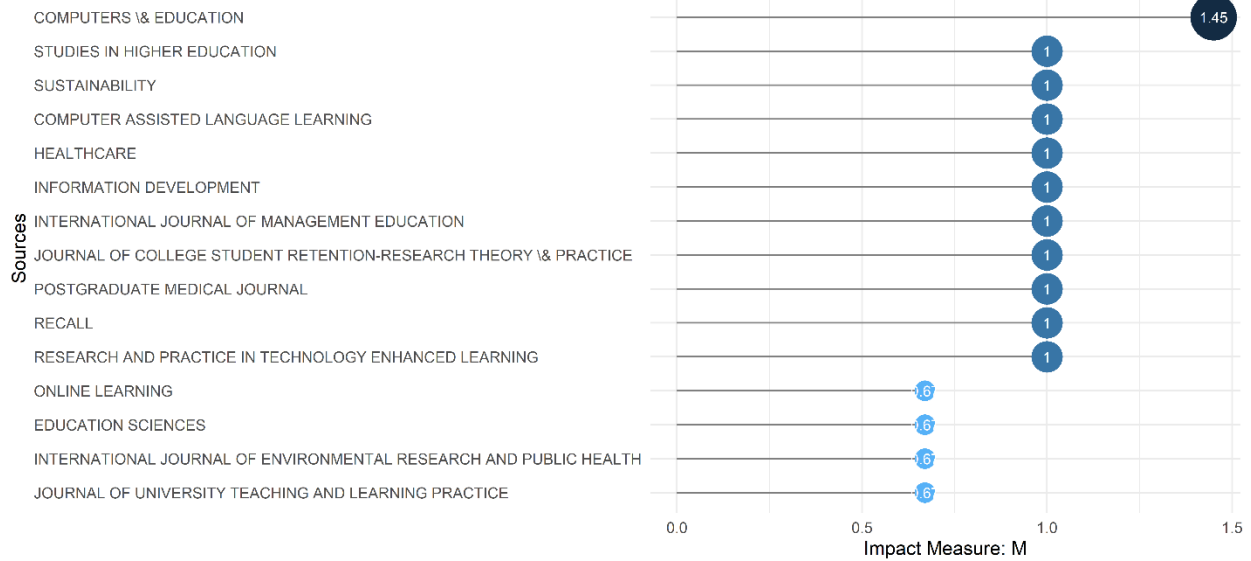 COMPUTERS \& EDUCATION 1.45
STUDIES IN HIGHER EDUCATION 1
SUSTAINABILITY 1
COMPUTER ASSISTED LANGUAGE LEARNING 1
HEALTHCARE 1
INFORMATION DEVELOPMENT 1
INTERNATIONAL JOURNAL OF MANAGEMENT EDUCATION 1
Sources
JOURNAL OF COLLEGE STUDENT RETENTION-RESEARCH THEORY \& PRACTICE 1
POSTGRADUATE MEDICAL JOURNAL 1
RECALL 1
RESEARCH AND PRACTICE IN TECHNOLOGY ENHANCED LEARNING 1
ONLINE LEARNING
EDUCATION SCIENCES
INTERNATIONAL JOURNAL OF ENVIRONMENTAL RESEARCH AND PUBLIC HEALTH
JOURNAL OF UNIVERSITY TEACHING AND LEARNING PRACTICE
0.0 0.5 1.0 1.5
Impact Measure: M